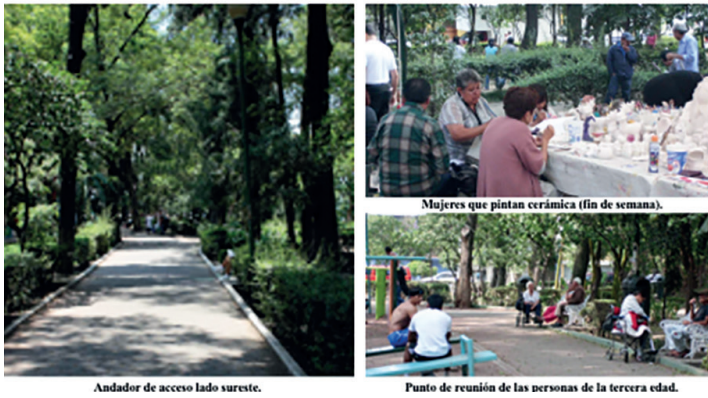 Mujeres que pintan cerámica (fin de semana).
Andador de acceso lado sureste.
Punto de reunión de las personas de la tercera edad.